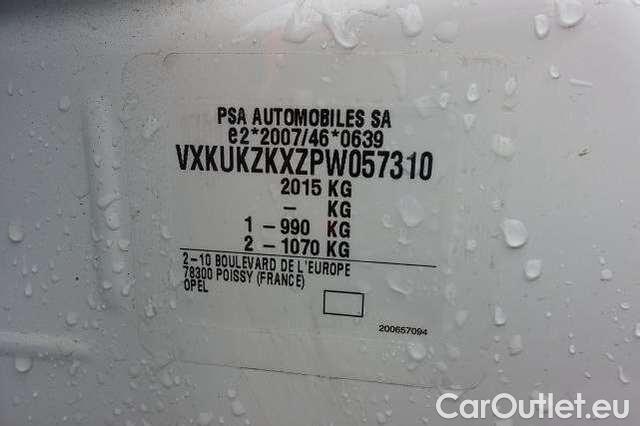 PSA AUTOMOBILES SA
e2*2007/46*0639
VXKUKZKXZPW057310
2015 KG
– KG
1 – 990 KG
2 – 1070 KG
2–10 BOULEVARD DE L'EUROPE
78300 POISSY (FRANCE)
OPEL
200657094
CarOutlet.eu